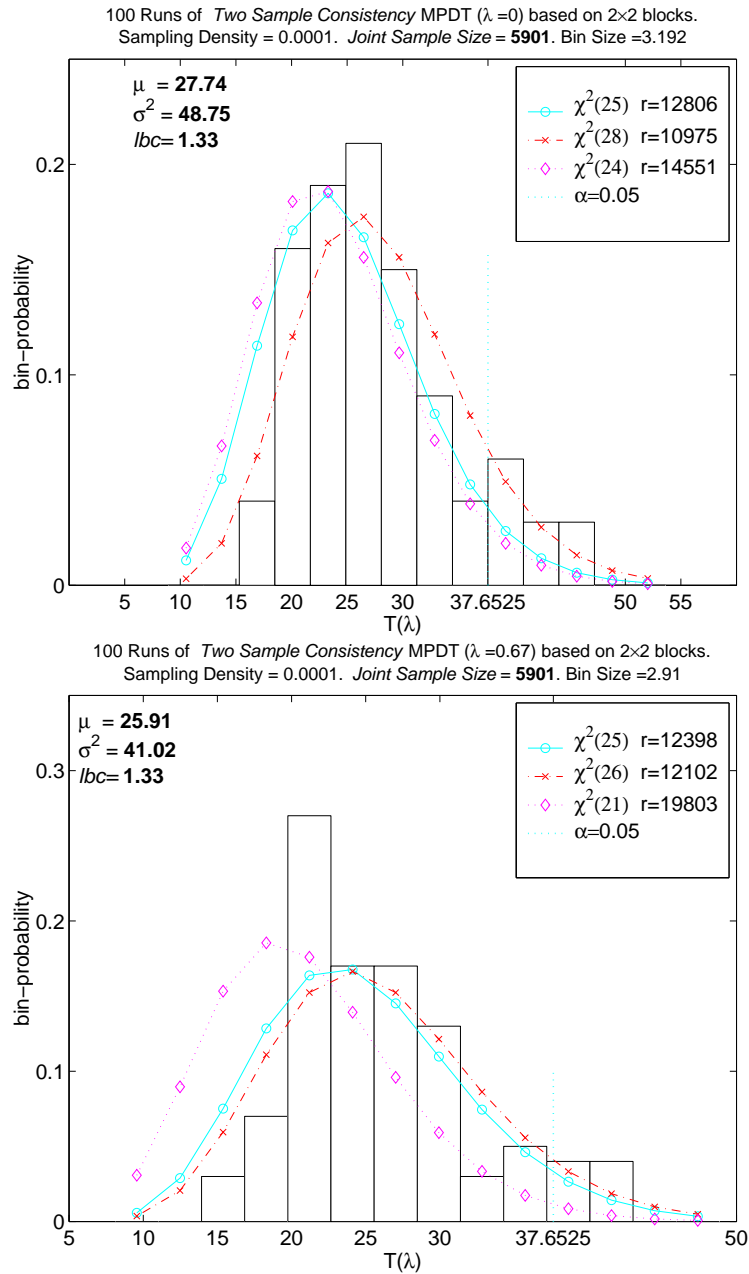 100 Runs of Two Sample Consistency MPDT (λ =0) based on 2×2 blocks.
Sampling Density = 0.0001. Joint Sample Size = 5901. Bin Size =3.192
μ = 27.74
σ² = 48.75
lbc= 1.33
χ²(25) r=12806
χ²(28) r=10975
χ²(24) r=14551
α=0.05
0.2
0.1
0
bin−probability
5 10 15 20 25 30 37.6525 50 55
T(λ)
100 Runs of Two Sample Consistency MPDT (λ =0.67) based on 2×2 blocks.
Sampling Density = 0.0001. Joint Sample Size = 5901. Bin Size =2.91
μ = 25.91
σ² = 41.02
lbc= 1.33
χ²(25) r=12398
χ²(26) r=12102
χ²(21) r=19803
α=0.05
0.3
0.2
0.1
0
bin−probability
5 10 15 20 25 30 37.6525 50
T(λ)